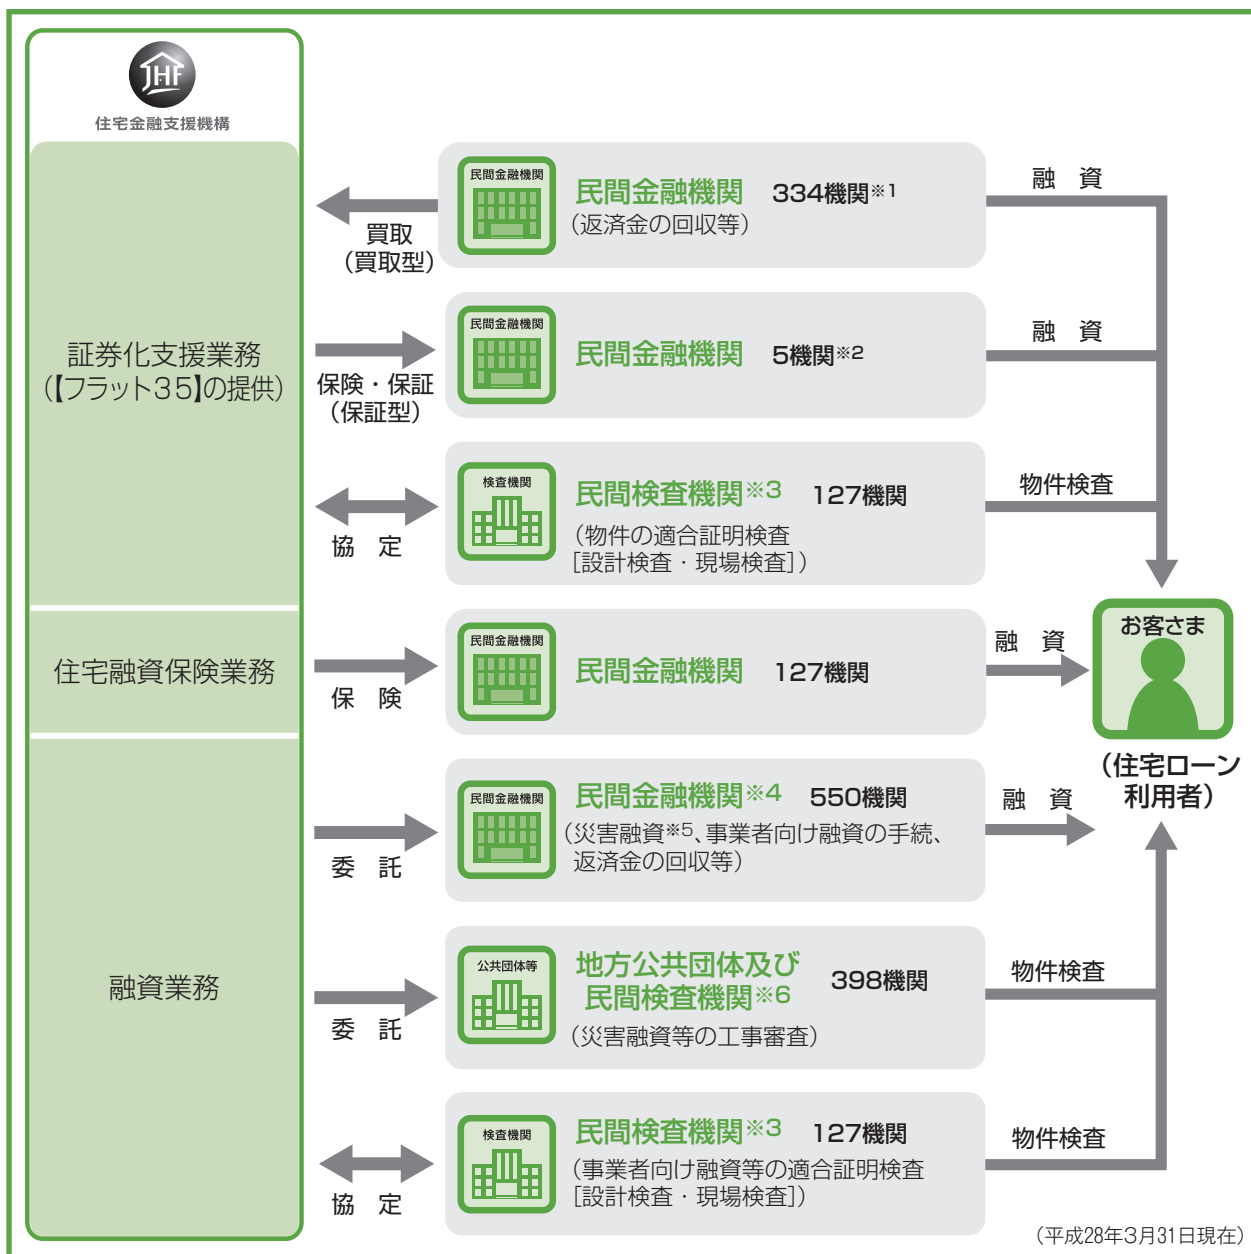 JHF
住宅金融支援機構
証券化支援業務
(【フラット35】の提供)
買取
(買取型)
民間金融機関
民間金融機関 334機関※1
(返済金の回収等)
融 資
保険・保証
(保証型)
民間金融機関
民間金融機関 5機関※2
融 資
協 定
検査機関
民間検査機関※3 127機関
(物件の適合証明検査
[設計検査・現場検査])
物件検査
住宅融資保険業務
保 険
民間金融機関
民間金融機関 127機関
融 資
お客さま
(住宅ローン
利用者)
融資業務
委 託
民間金融機関
民間金融機関※4 550機関
(災害融資※5、事業者向け融資の手続、
返済金の回収等)
融 資
委 託
公共団体等
地方公共団体及び
民間検査機関※6 398機関
(災害融資等の工事審査)
物件検査
協 定
検査機関
民間検査機関※3 127機関
(事業者向け融資等の適合証明検査
[設計検査・現場検査])
物件検査
(平成28年3月31日現在)